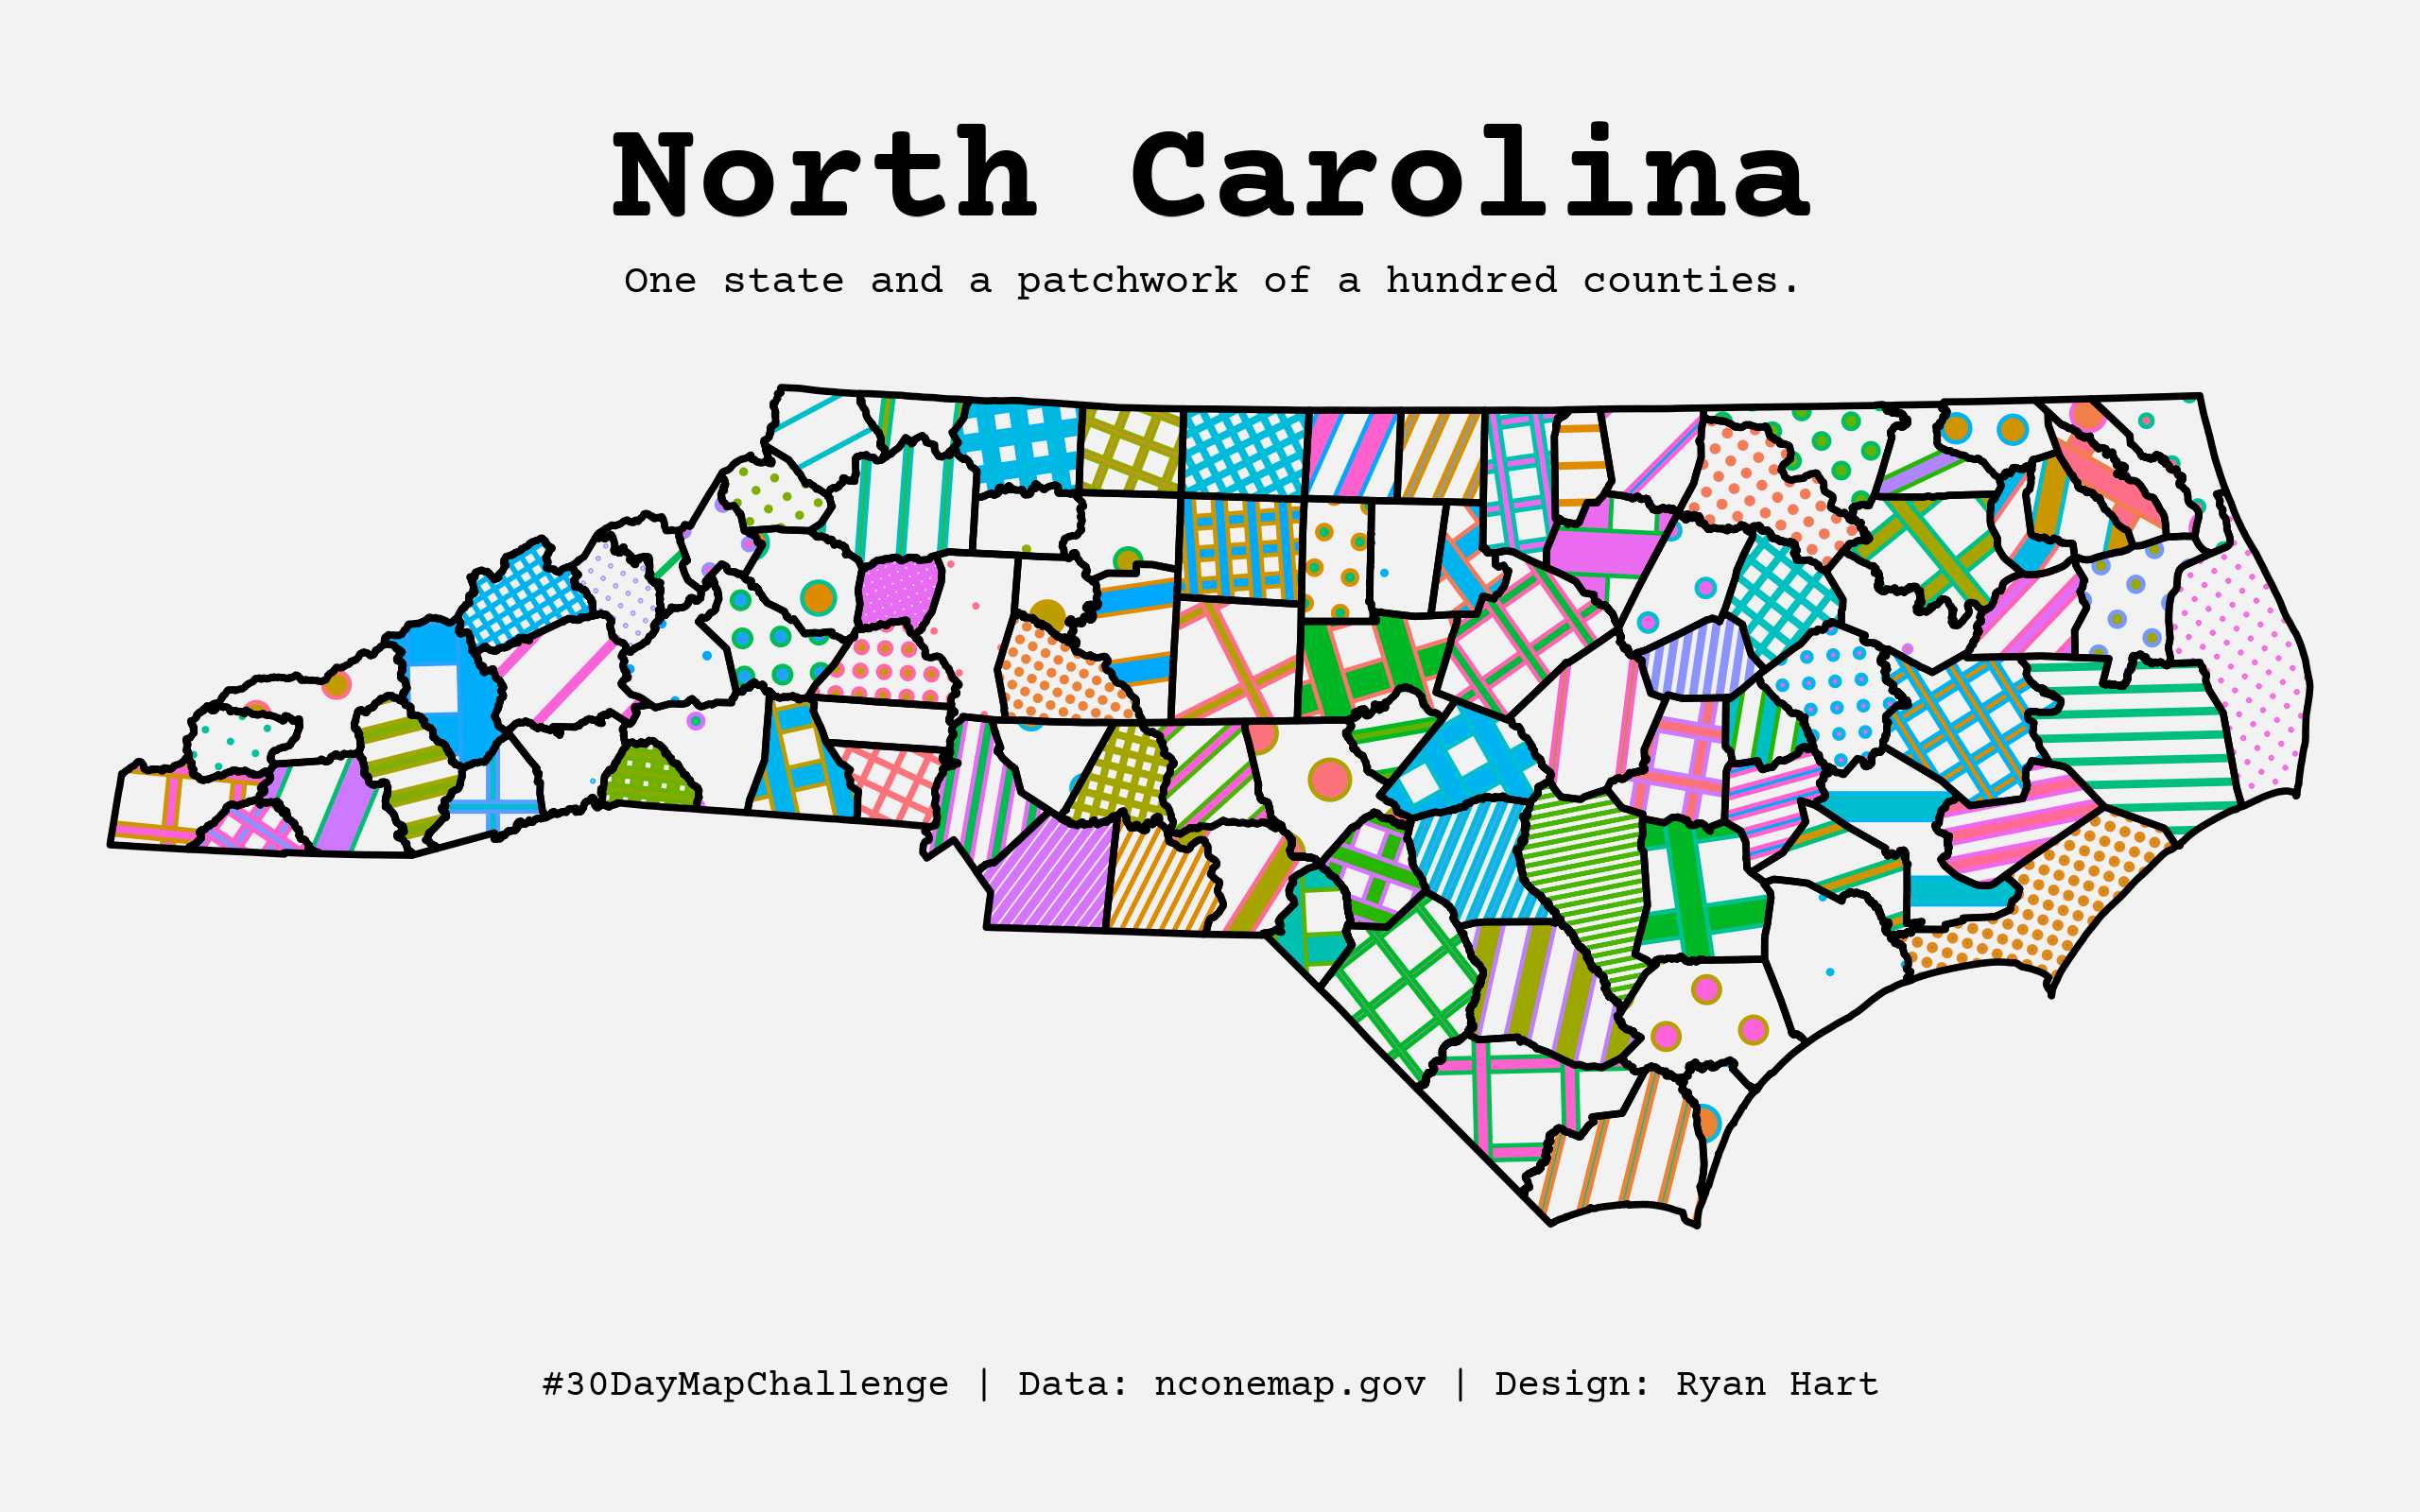 North Carolina
One state and a patchwork of a hundred counties.
#30DayMapChallenge | Data: nconemap.gov | Design: Ryan Hart